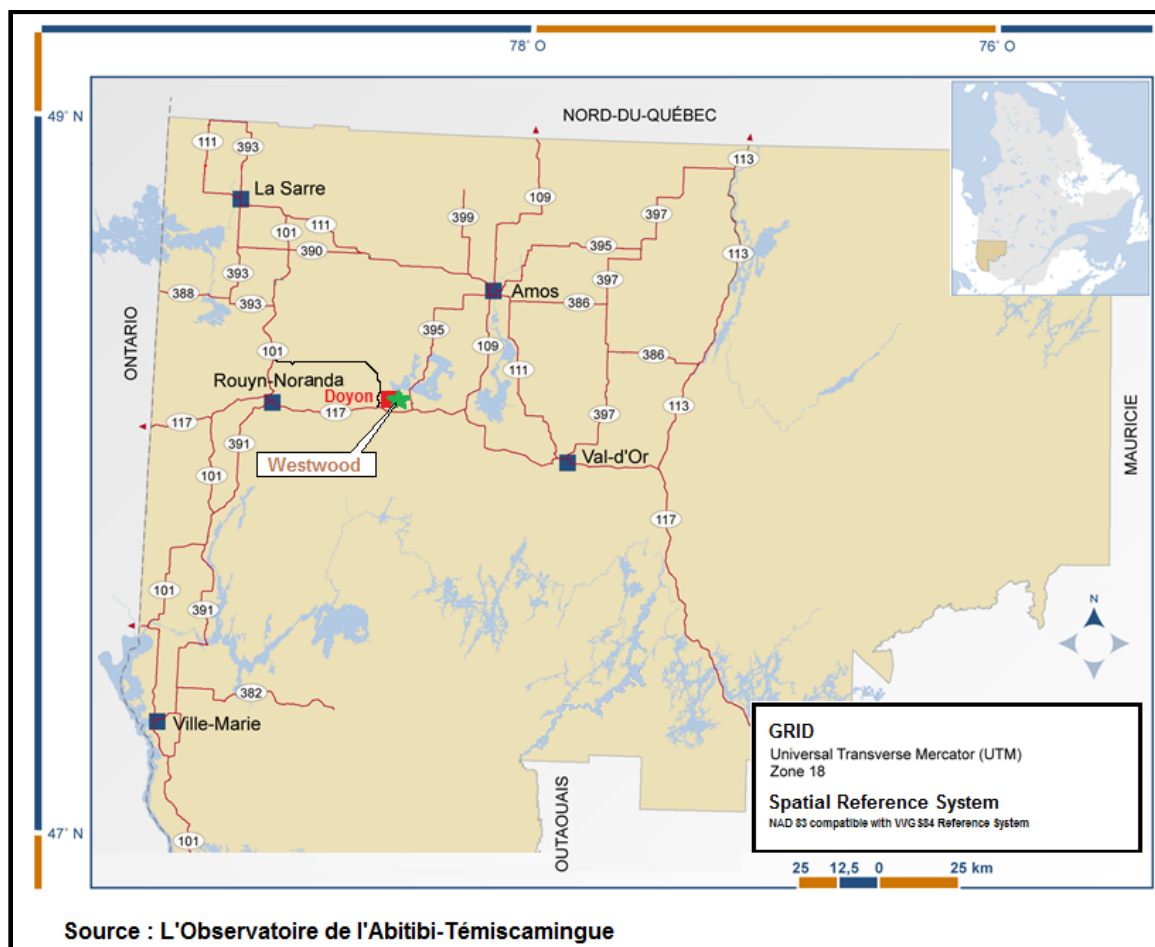 78° O
76° O
49° N
NORD-DU-QUÉBEC
111
393
113
La Sarre
109
397
399
101
111
390
395
113
393
397
388
393
Amos
386
ONTARIO
395
101
109
386
Rouyn-Noranda
111
Doyon
117
397
113
117
391
MAURICIE
Westwood
Val-d'Or
101
117
101
N
391
382
Ville-Marie
GRID
Universal Transverse Mercator (UTM)
Zone 18
Spatial Reference System
NAD 83 compatible with WGS84 Reference System
OUTAOUAIS
47° N
101
25 12,5 0 25 km
Source : L'Observatoire de l'Abitibi-Témiscamingue